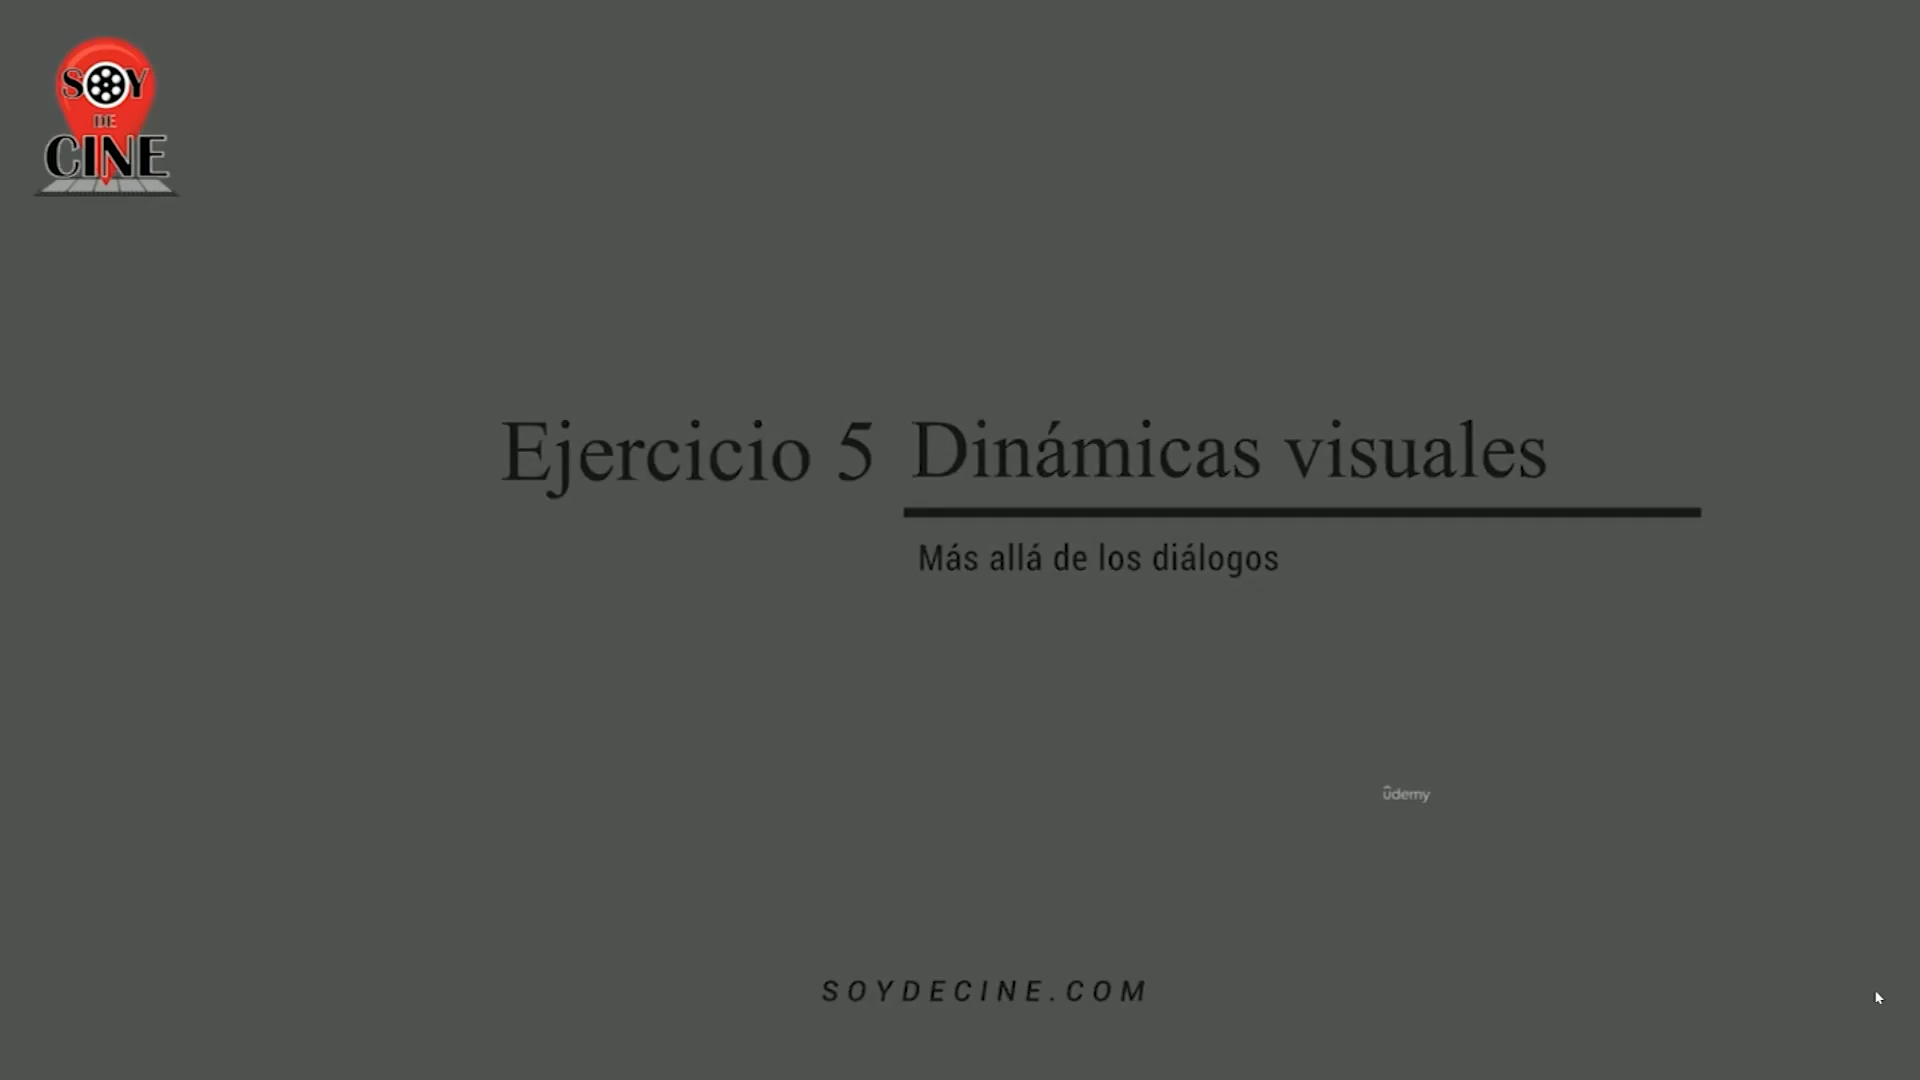 SOY
DE
CINE
Ejercicio 5 Dinámicas visuales
Más allá de los diálogos
ûdemy
SOYDECINE.COM